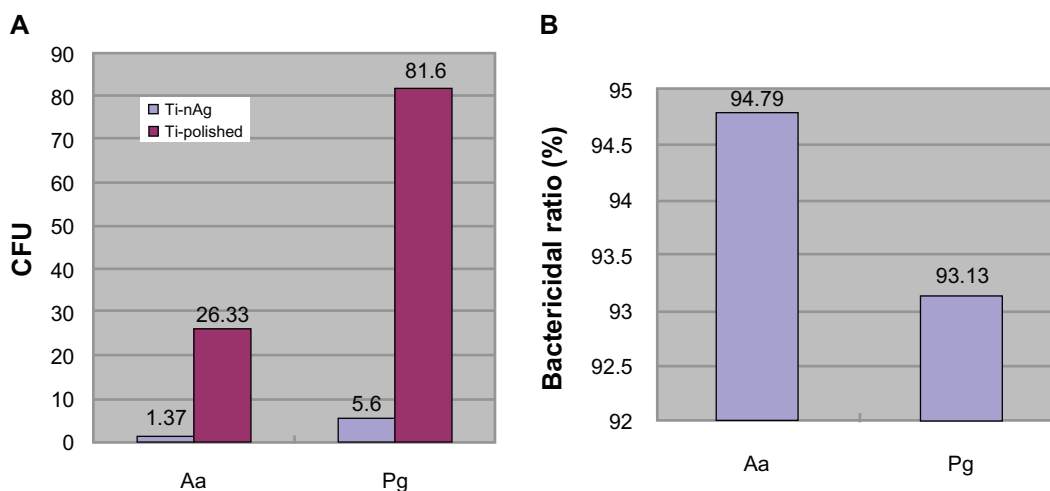 A
90
80
70
60
50
40
30
20
10
0
CFU
Ti-nAg
Ti-polished
1.37
26.33
5.6
81.6
Aa
Pg
B
95
94.5
94
93.5
93
92.5
92
Bactericidal ratio (%)
94.79
93.13
Aa
Pg